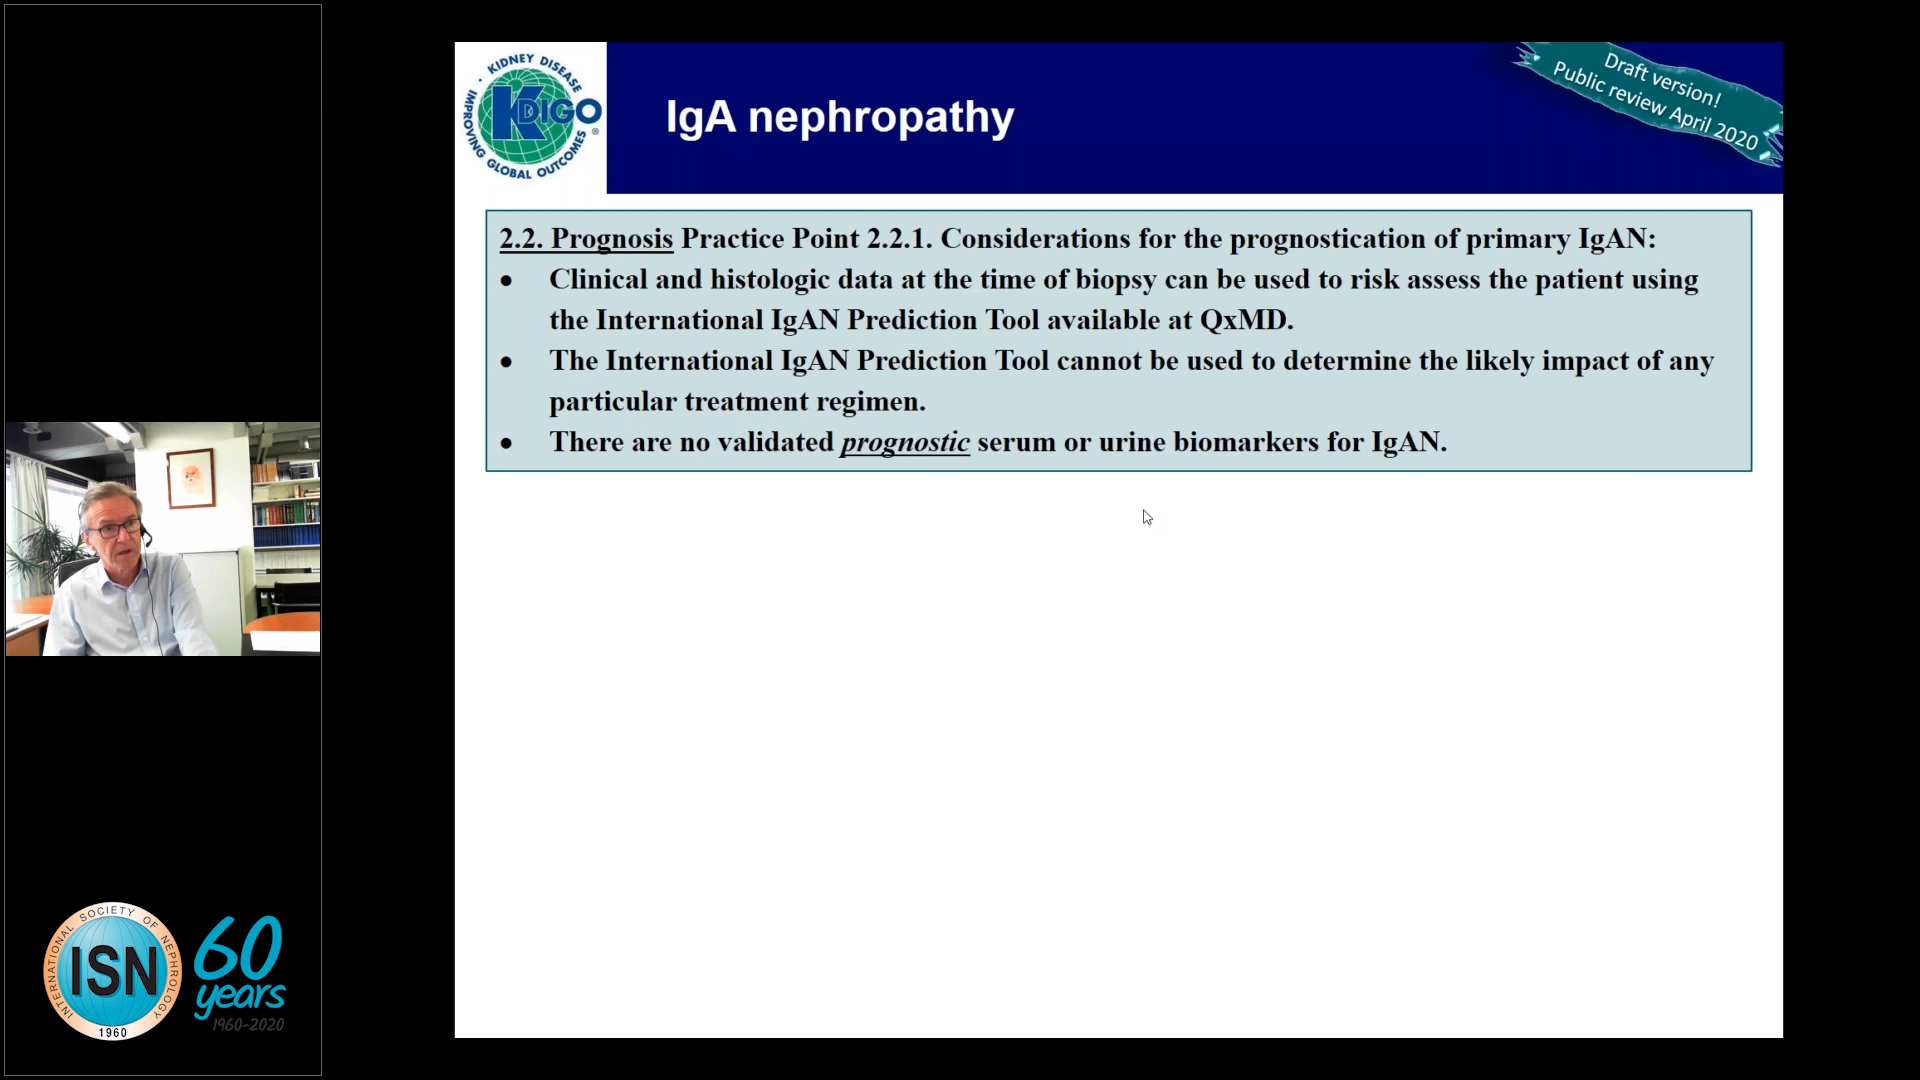 KIDNEY DISEASE
IMPROVING GLOBAL OUTCOMES
KDIGO
®
IgA nephropathy
Draft version!
Public review April 2020
2.2. Prognosis Practice Point 2.2.1. Considerations for the prognostication of primary IgAN:
• Clinical and histologic data at the time of biopsy can be used to risk assess the patient using
the International IgAN Prediction Tool available at QxMD.
• The International IgAN Prediction Tool cannot be used to determine the likely impact of any
particular treatment regimen.
• There are no validated prognostic serum or urine biomarkers for IgAN.
INTERNATIONAL SOCIETY OF NEPHROLOGY
ISN
1960
60
years
1960-2020